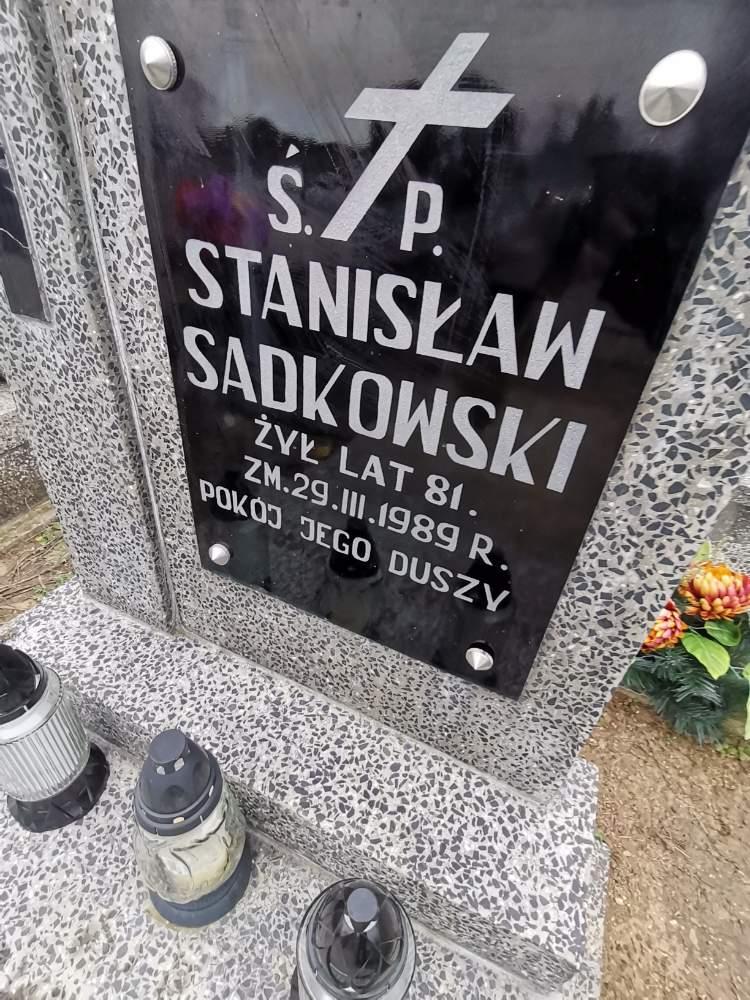 Ś. P.
STANISŁAW
SADKOWSKI
ŻYŁ LAT 81.
ZM. 29.III.1989 R.
POKÓJ JEGO DUSZY